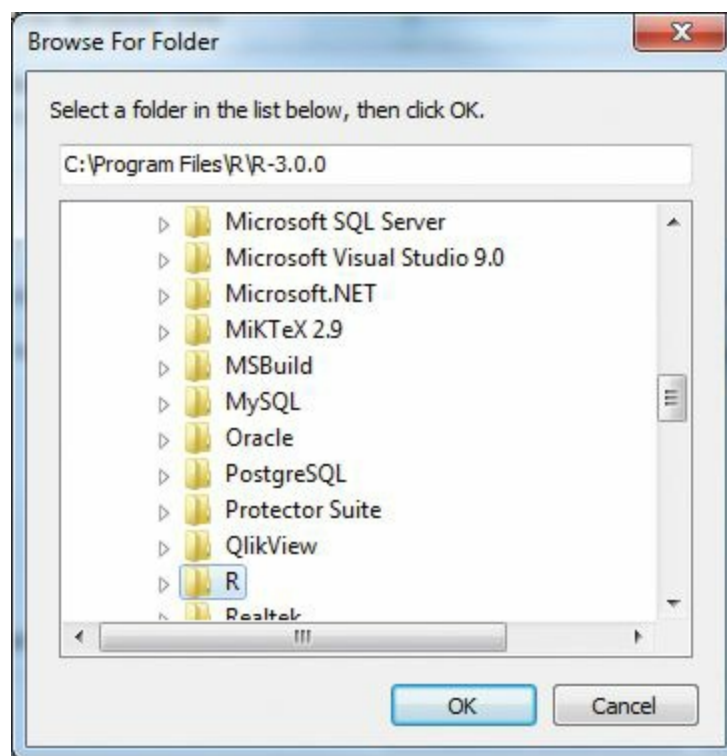 Browse For Folder
Select a folder in the list below, then click OK.
C:\Program Files\R\R-3.0.0
Microsoft SQL Server
Microsoft Visual Studio 9.0
Microsoft.NET
MiKTeX 2.9
MSBuild
MySQL
Oracle
PostgreSQL
Protector Suite
QlikView
R
Realtek
OK
Cancel